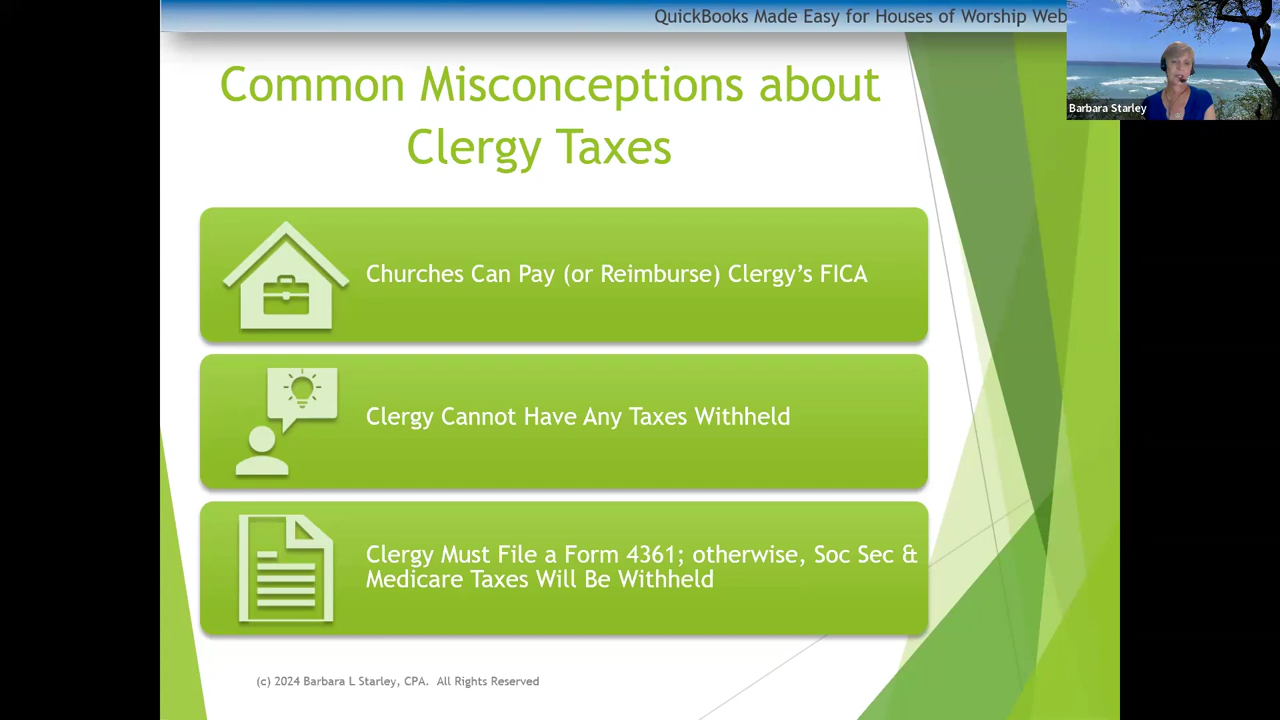 QuickBooks Made Easy for Houses of Worship Web
Barbara Starley
Common Misconceptions about
Clergy Taxes
Churches Can Pay (or Reimburse) Clergy's FICA
Clergy Cannot Have Any Taxes Withheld
Clergy Must File a Form 4361; otherwise, Soc Sec &
Medicare Taxes Will Be Withheld
(c) 2024 Barbara L Starley, CPA. All Rights Reserved